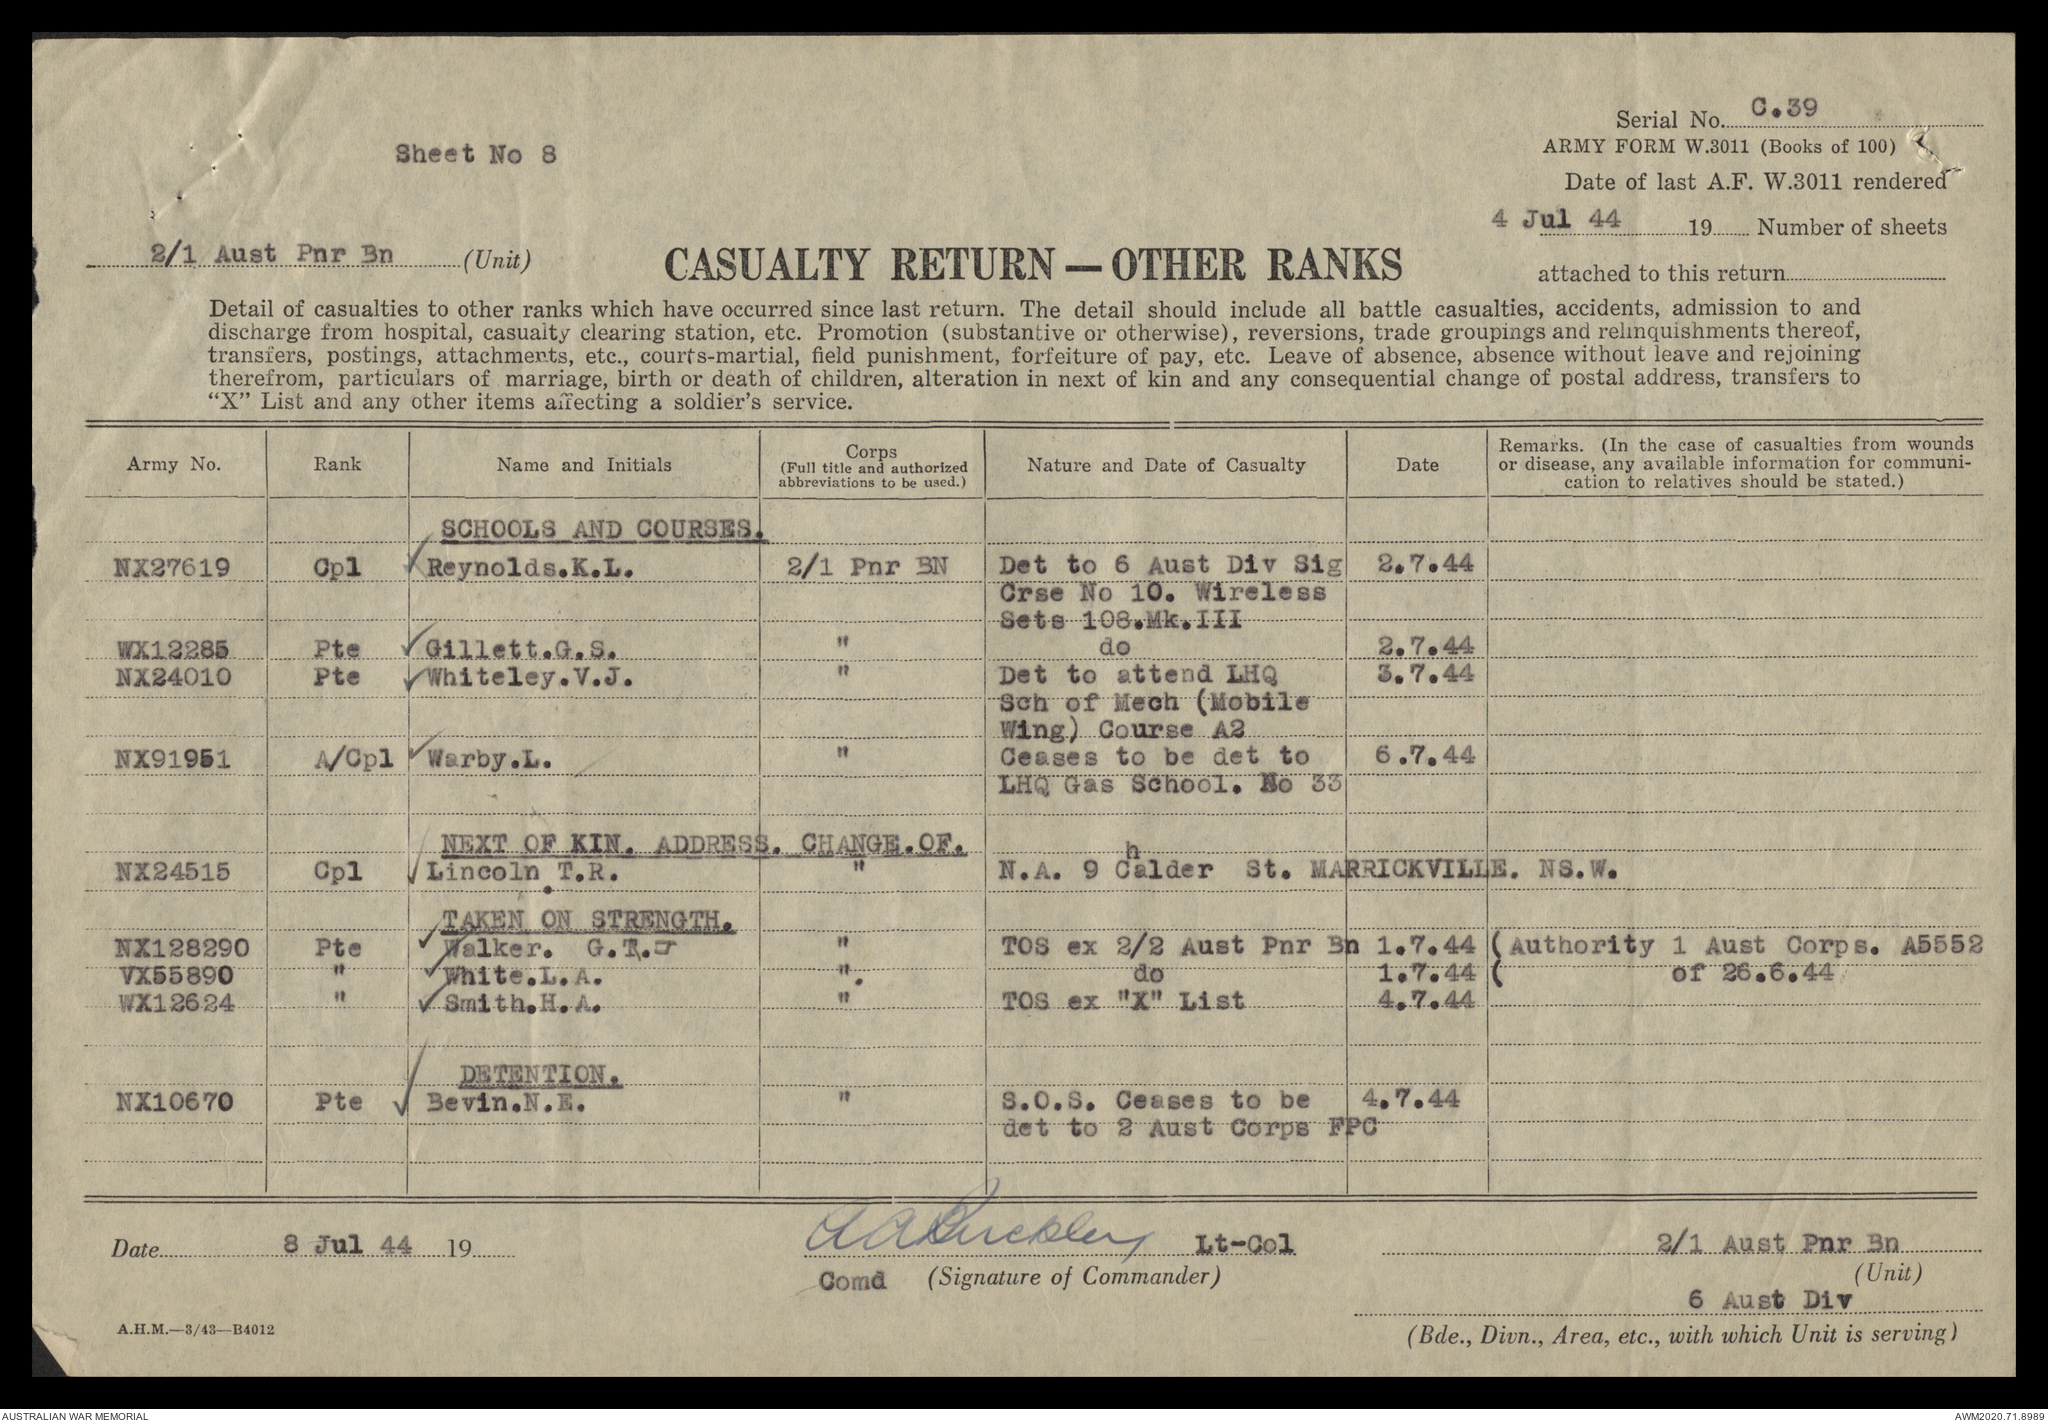 Serial No. C.39
Sheet No 8
ARMY FORM W.3011 (Books of 100)
Date of last A.F. W.3011 rendered
4 Jul 44 19 Number of sheets
2/1 Aust Pnr Bn (Unit)
CASUALTY RETURN — OTHER RANKS
attached to this return
Detail of casualties to other ranks which have occurred since last return. The detail should include all battle casualties, accidents, admission to and
discharge from hospital, casualty clearing station, etc. Promotion (substantive or otherwise), reversions, trade groupings and relinquishments thereof,
transfers, postings, attachments, etc., courts-martial, field punishment, forfeiture of pay, etc. Leave of absence, absence without leave and rejoining
therefrom, particulars of marriage, birth or death of children, alteration in next of kin and any consequential change of postal address, transfers to
“X” List and any other items affecting a soldier’s service.
Army No. Rank Name and Initials Corps (Full title and authorized abbreviations to be used.) Nature and Date of Casualty Date Remarks. (In the case of casualties from wounds or disease, any available information for communi- cation to relatives should be stated.)
SCHOOLS AND COURSES.
NX27619 Cpl Reynolds.K.L. 2/1 Pnr BN Det to 6 Aust Div Sig 2.7.44
Crse No 10. Wireless
Sets 108.Mk.III
WX12285 Pte Gillett.G.S. " do 2.7.44
NX24010 Pte Whiteley.V.J. " Det to attend LHQ 3.7.44
Sch of Mech (Mobile
Wing) Course A2
NX91951 A/Cpl Warby.L. " Ceases to be det to 6.7.44
LHQ Gas School. No 33
NEXT OF KIN. ADDRESS. CHANGE.OF.
h
NX24515 Cpl Lincoln T.R. " N.A. 9 Calder St. MARRICKVILLE. NS.W.
TAKEN ON STRENGTH.
NX128290 Pte Walker. G.T. " TOS ex 2/2 Aust Pnr Bn 1.7.44 (Authority 1 Aust Corps. A5552
VX55890 " White.L.A. ". do 1.7.44 ( of 26.6.44
WX12624 " Smith.H.A. " TOS ex "X" List 4.7.44
DETENTION.
NX10670 Pte Bevin.N.E. " S.O.S. Ceases to be 4.7.44
det to 2 Aust Corps FPC
Date 8 Jul 44 19 AABuckley Lt-Col 2/1 Aust Pnr Bn
Comd (Signature of Commander) (Unit)
6 Aust Div
A.H.M.—3/43—B4012
(Bde., Divn., Area, etc., with which Unit is serving)
AUSTRALIAN WAR MEMORIAL AWM2020.71.8989